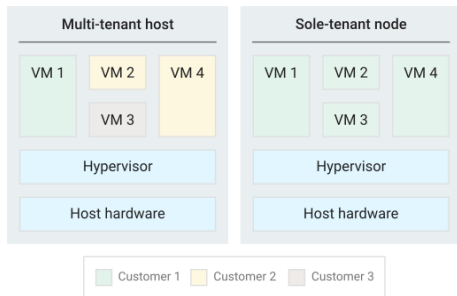 Multi-tenant host
VM 1
VM 2
VM 3
VM 4
Hypervisor
Host hardware
Sole-tenant node
VM 1
VM 2
VM 3
VM 4
Hypervisor
Host hardware
Customer 1
Customer 2
Customer 3